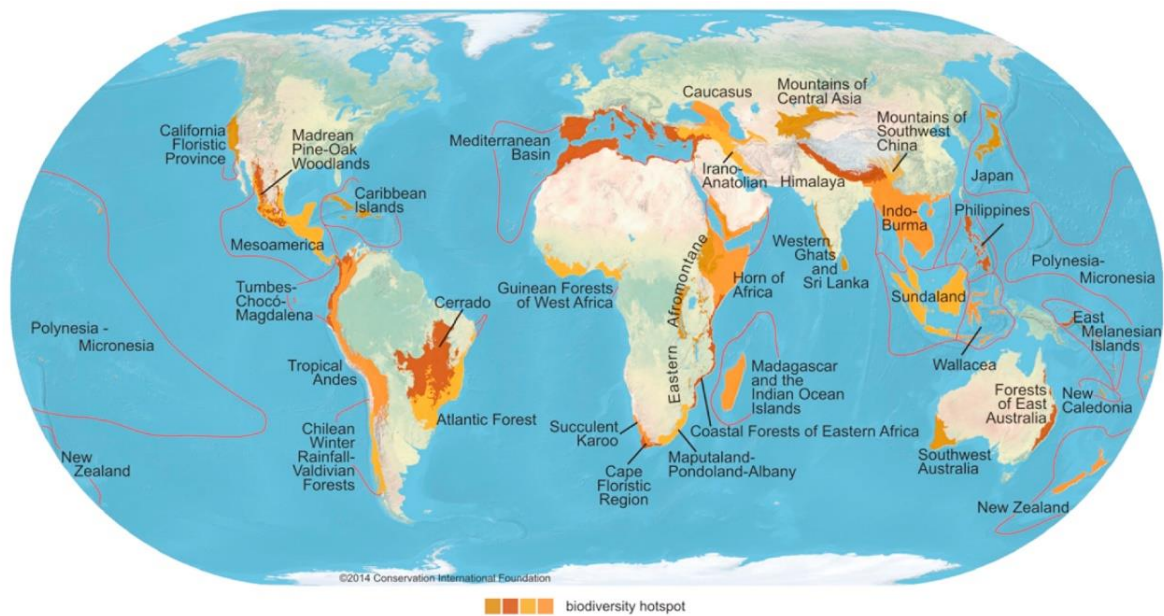 California
Floristic
Province
Madrean
Pine-Oak
Woodlands
Caribbean
Islands
Mesoamerica
Tumbes-
Chocó-
Magdalena
Cerrado
Polynesia -
Micronesia
Tropical
Andes
Atlantic Forest
Chilean
Winter
Rainfall-
Valdivian
Forests
New
Zealand
Mediterranean
Basin
Caucasus
Irano-
Anatolian
Mountains of
Central Asia
Mountains of
Southwest
China
Himalaya
Japan
Indo-
Burma
Philippines
Western
Ghats
and
Sri Lanka
Guinean Forests
of West Africa
Eastern Afromontane
Horn of
Africa
Sundaland
Polynesia-
Micronesia
East
Melanesian
Islands
Wallacea
Madagascar
and the
Indian Ocean
Islands
Succulent
Karoo
Coastal Forests of Eastern Africa
Cape
Floristic
Region
Maputaland-
Pondoland-Albany
Forests
of East
Australia
New
Caledonia
Southwest
Australia
New Zealand
©2014 Conservation International Foundation
biodiversity hotspot